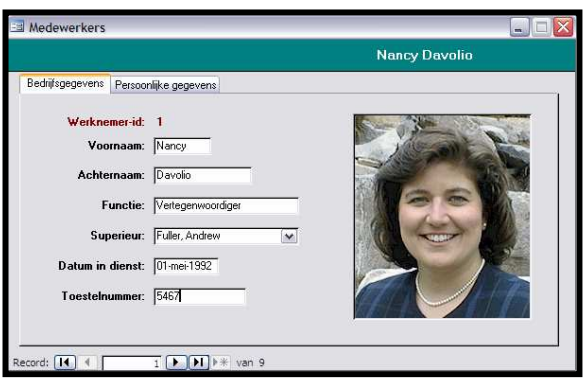 Medewerkers
Nancy Davolio
Bedrijfsgegevens Persoonlijke gegevens
Werknemer-id: 1
Voornaam: Nancy
Achternaam: Davolio
Functie: Vertegenwoordiger
Superieur: Fuller, Andrew
Datum in dienst: 01-mei-1992
Toestelnummer: 5467
Record: 1 van 9